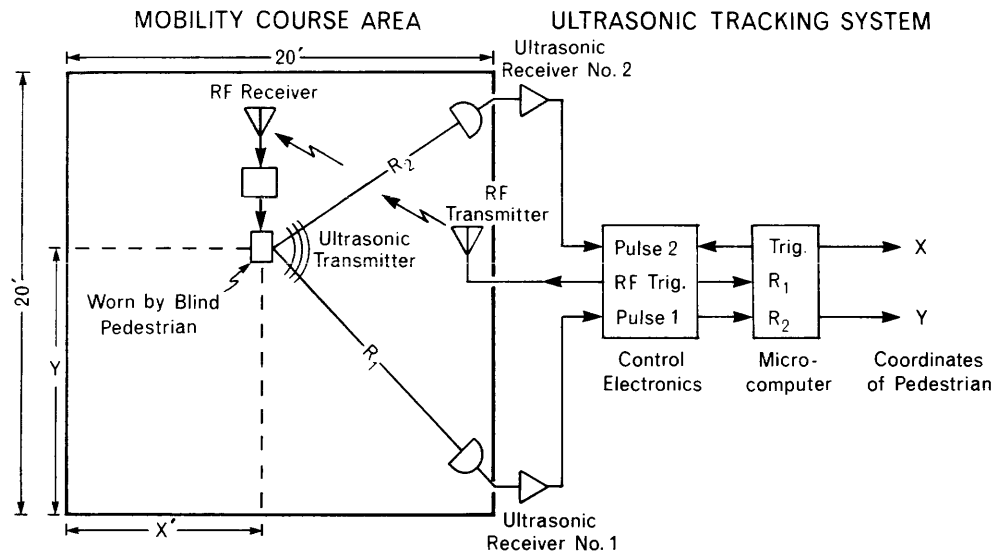 MOBILITY COURSE AREA
ULTRASONIC TRACKING SYSTEM
20′
Ultrasonic
Receiver No. 2
RF Receiver
R2
RF
Transmitter
Ultrasonic
Transmitter
20′
Worn by Blind
Pedestrian
Y
R1
X′
Pulse 2
RF Trig.
Pulse 1
Control
Electronics
Trig.
R1
R2
Micro-
computer
X
Y
Coordinates
of Pedestrian
Ultrasonic
Receiver No. 1